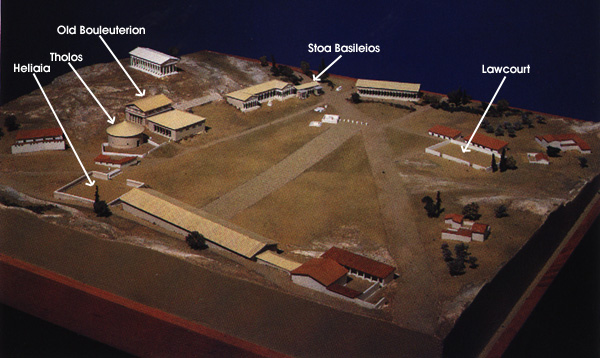 Old Bouleuterion
Stoa Basileios
Tholos
Heliaia
Lawcourt